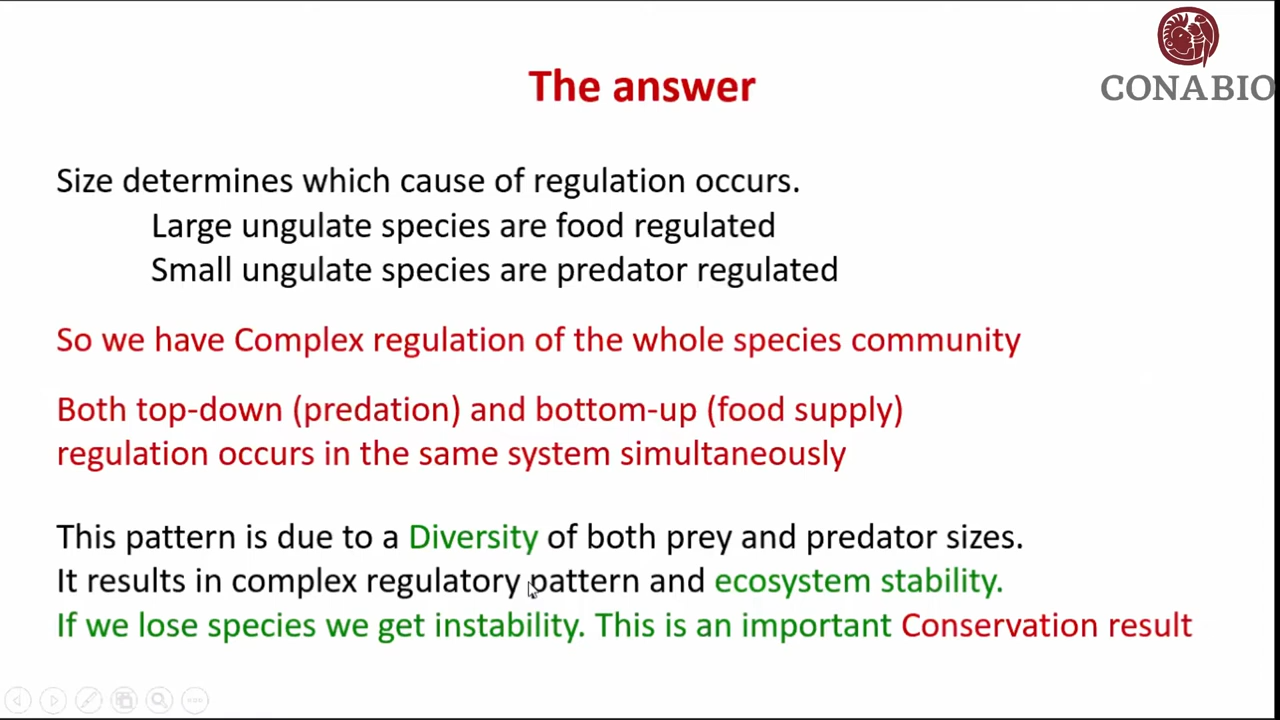 CONABIO
The answer
Size determines which cause of regulation occurs.
Large ungulate species are food regulated
Small ungulate species are predator regulated
So we have Complex regulation of the whole species community
Both top-down (predation) and bottom-up (food supply)
regulation occurs in the same system simultaneously
This pattern is due to a Diversity of both prey and predator sizes.
It results in complex regulatory pattern and ecosystem stability.
If we lose species we get instability. This is an important Conservation result